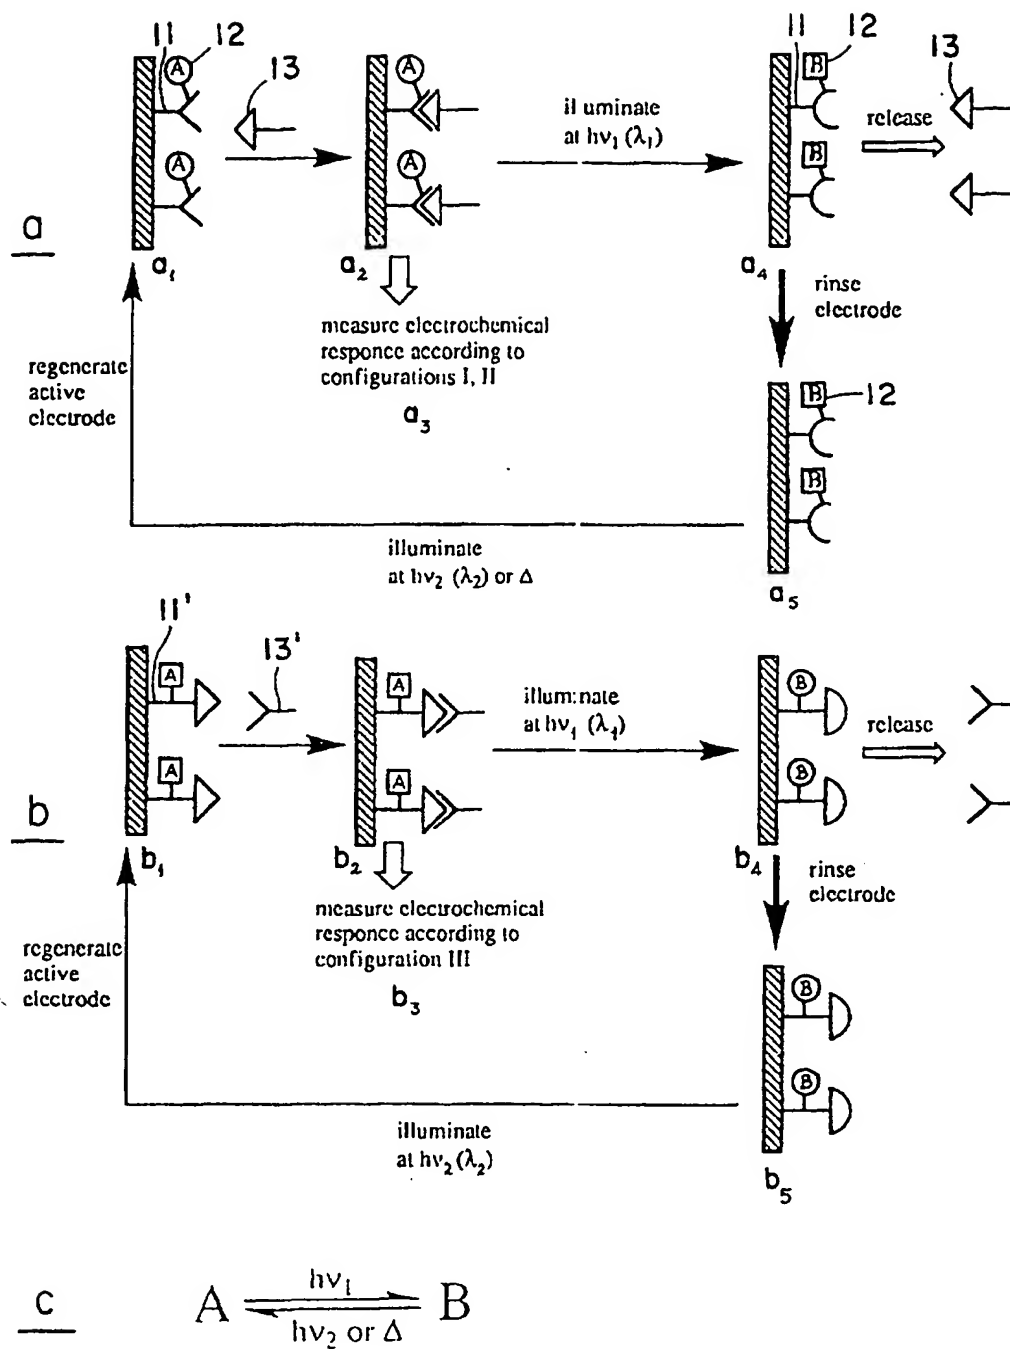 11 12
A
A
13
A
A
il uminate
at hν₁ (λ₁)
11 12
B
B
release
13
a
a₁
a₂
a₄
measure electrochemical
responce according to
configurations I, II
a₃
rinse
electrode
regenerate
active
electrode
B 12
B
illuminate
at hν₂ (λ₂) or Δ
a₅
11'
A
A
13'
A
A
illum:nate
at hν₁ (λ₁)
B
B
release
b
b₁
b₂
b₄
measure electrochemical
responce according to
configuration III
b₃
rinse
electrode
regenerate
active
electrode
B
B
illuminate
at hν₂ (λ₂)
b₅
c
A hν₁ B
hν₂ or Δ